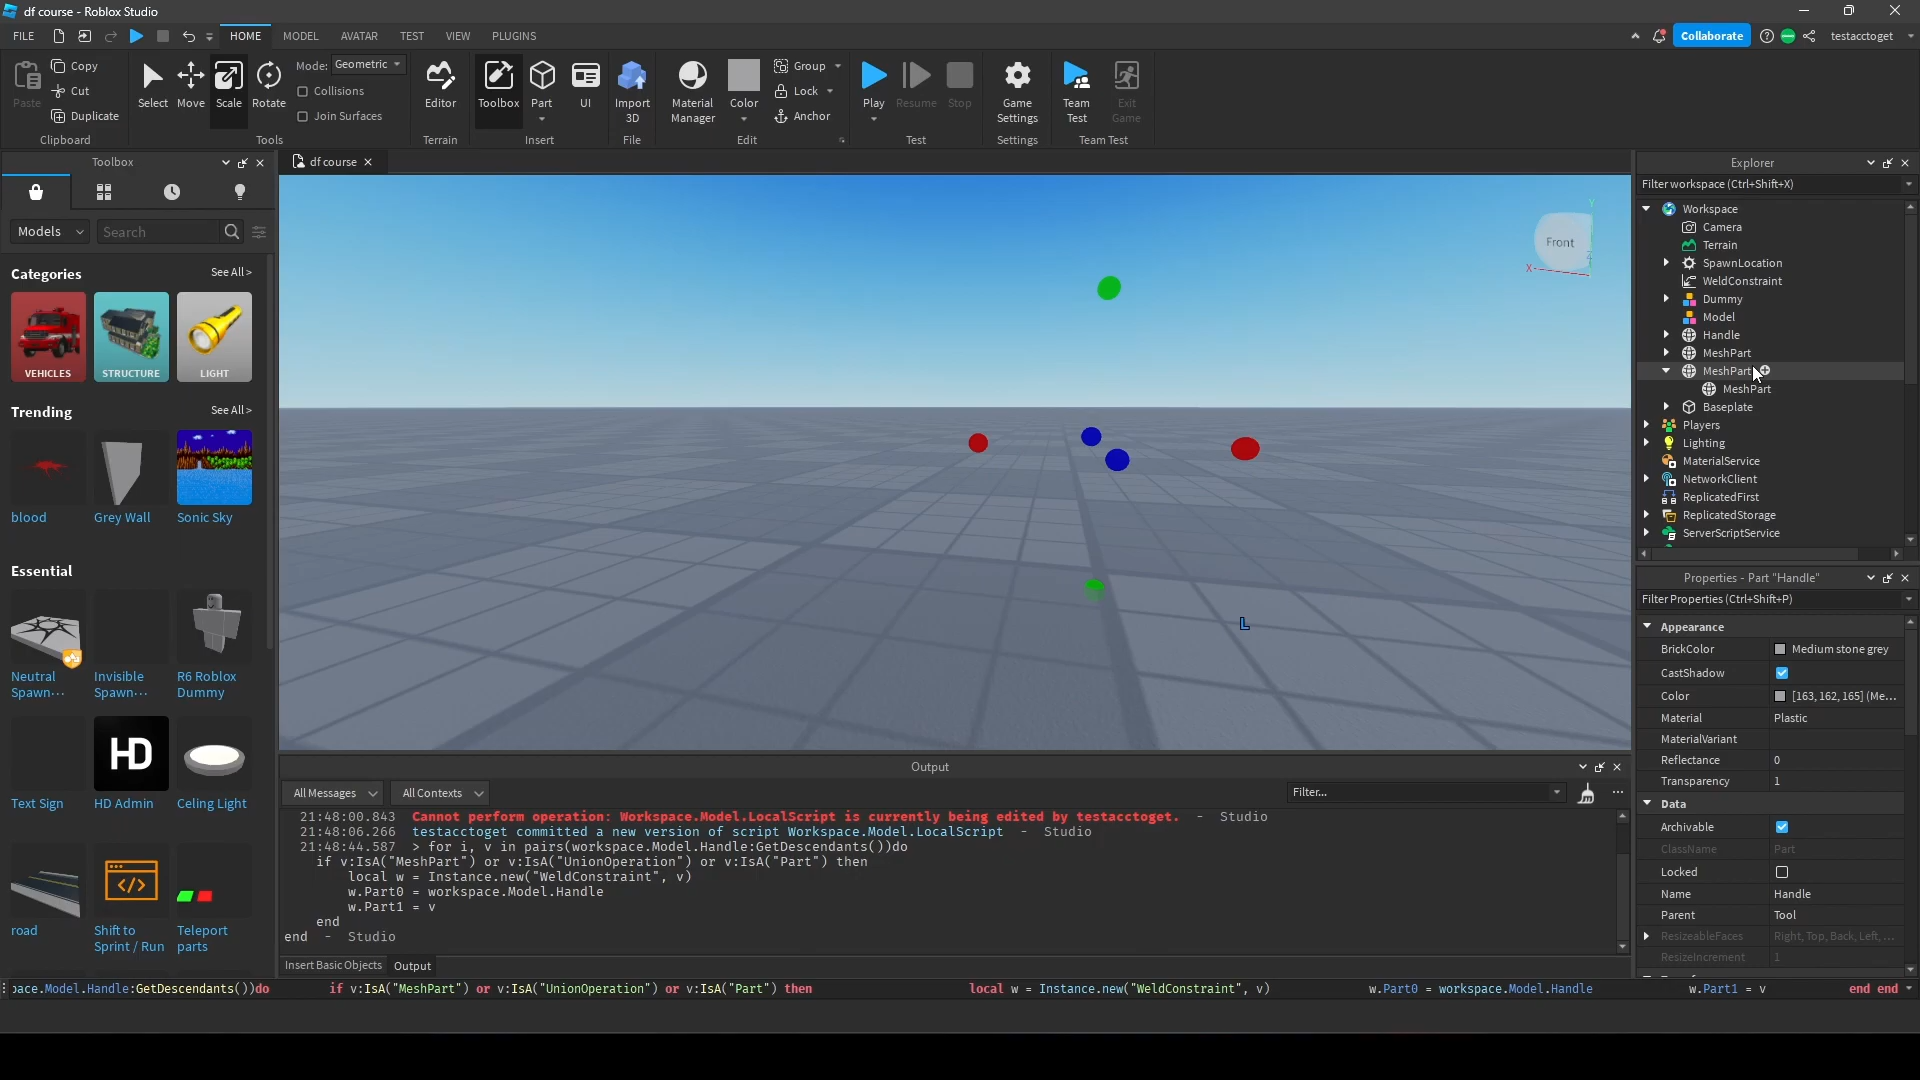 df course - Roblox Studio
FILE
HOME
MODEL
AVATAR
TEST
VIEW
PLUGINS
Collaborate
testacctoget
Paste
Copy
Cut
Duplicate
Clipboard
Select
Move
Scale
Rotate
Mode:
Geometric
Collisions
Join Surfaces
Tools
Editor
Terrain
Toolbox
Part
UI
Insert
Import
3D
File
Material
Manager
Color
Group
Lock
Anchor
Edit
Play
Resume
Stop
Test
Game
Settings
Settings
Team
Test
Exit
Game
Team Test
Toolbox
Models
Search
Categories
See All >
VEHICLES
STRUCTURE
LIGHT
Trending
See All >
blood
Grey Wall
Sonic Sky
Essential
Neutral
Spawn···
Invisible
Spawn···
R6 Roblox
Dummy
HD
Text Sign
HD Admin
Celing Light
road
Shift to
Sprint / Run
Teleport
parts
df course
Front
Y
X
Z
L
Output
All Messages
All Contexts
Filter...
21:48:00.843 Cannot perform operation: Workspace.Model.LocalScript is currently being edited by testacctoget. - Studio
21:48:06.266 testacctoget committed a new version of script Workspace.Model.LocalScript - Studio
21:48:44.587 > for i, v in pairs(workspace.Model.Handle:GetDescendants())do
if v:IsA("MeshPart") or v:IsA("UnionOperation") or v:IsA("Part") then
local w = Instance.new("WeldConstraint", v)
w.Part0 = workspace.Model.Handle
w.Part1 = v
end
end - Studio
Insert Basic Objects
Output
ace.Model.Handle:GetDescendants())do if v:IsA("MeshPart") or v:IsA("UnionOperation") or v:IsA("Part") then local w = Instance.new("WeldConstraint", v) w.Part0 = workspace.Model.Handle w.Part1 = v end end
Explorer
Filter workspace (Ctrl+Shift+X)
Workspace
Camera
Terrain
SpawnLocation
WeldConstraint
Dummy
Model
Handle
MeshPart
MeshPart
MeshPart
Baseplate
Players
Lighting
MaterialService
NetworkClient
ReplicatedFirst
ReplicatedStorage
ServerScriptService
Properties - Part "Handle"
Filter Properties (Ctrl+Shift+P)
Appearance
BrickColor Medium stone grey
CastShadow
Color [163, 162, 165] (Me...
Material Plastic
MaterialVariant
Reflectance 0
Transparency 1
Data
Archivable
ClassName Part
Locked
Name Handle
Parent Tool
ResizeableFaces Right, Top, Back, Left, ...
ResizeIncrement 1